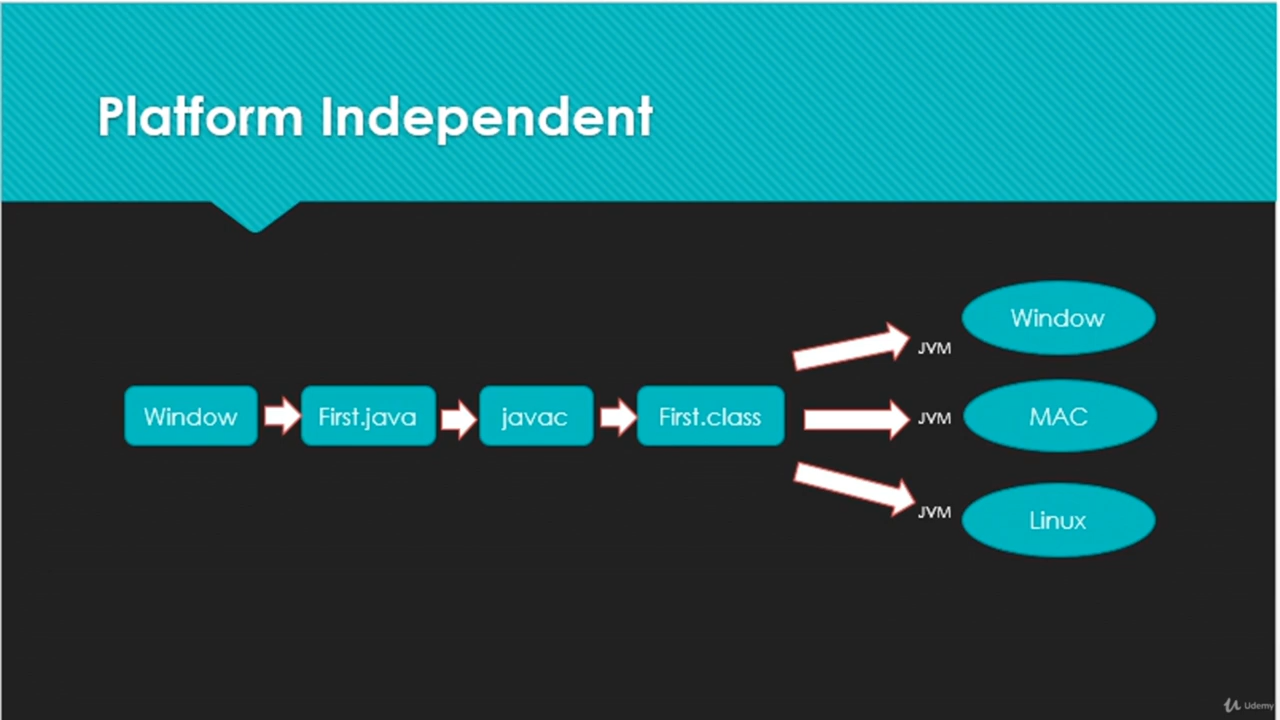 Platform Independent
Window
First.java
javac
First.class
JVM
Window
JVM
MAC
JVM
Linux
Udemy